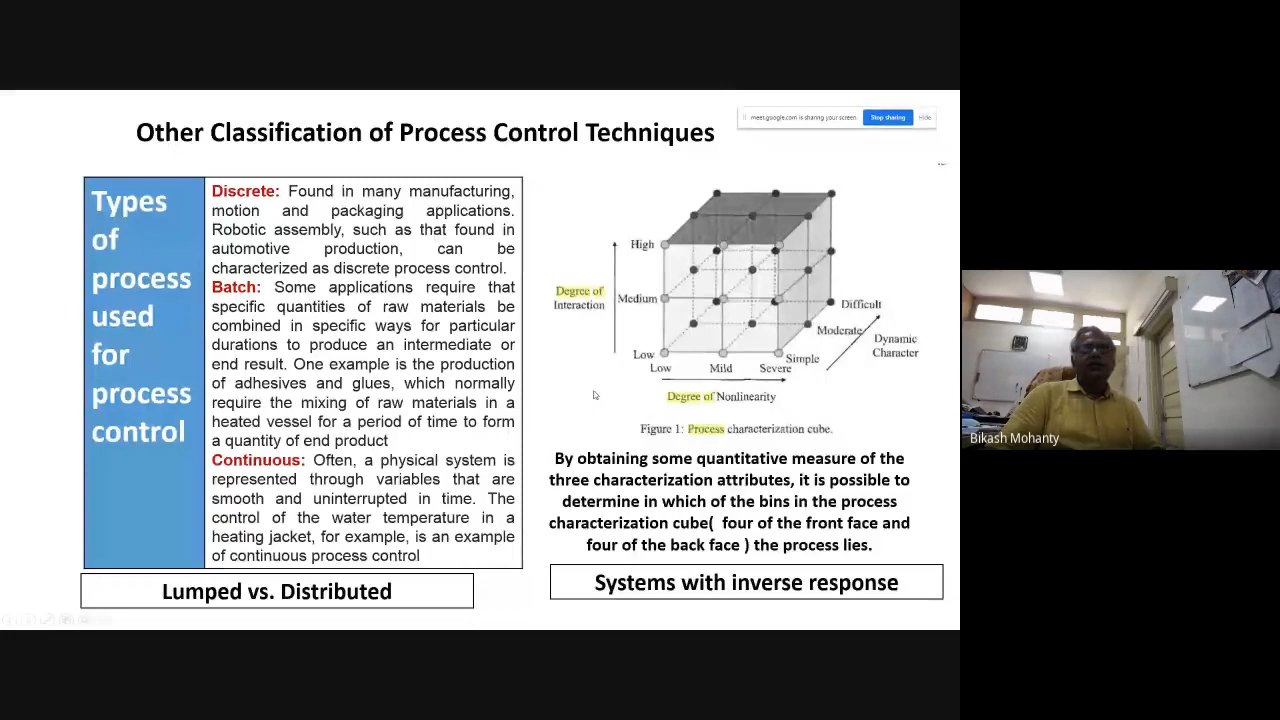 Other Classification of Process Control Techniques
meet.google.com is sharing your screen.
Stop sharing
Hide
Types
of
process
used
for
process
control
Discrete: Found in many manufacturing,
motion and packaging applications.
Robotic assembly, such as that found in
automotive production, can be
characterized as discrete process control.
Batch: Some applications require that
specific quantities of raw materials be
combined in specific ways for particular
durations to produce an intermediate or
end result. One example is the production
of adhesives and glues, which normally
require the mixing of raw materials in a
heated vessel for a period of time to form
a quantity of end product
Continuous: Often, a physical system is
represented through variables that are
smooth and uninterrupted in time. The
control of the water temperature in a
heating jacket, for example, is an example
of continuous process control
Lumped vs. Distributed
High
Degree of
Interaction
Medium
Low
Low
Mild
Severe
Simple
Moderate
Difficult
Dynamic
Character
Degree of Nonlinearity
Figure 1: Process characterization cube.
By obtaining some quantitative measure of the
three characterization attributes, it is possible to
determine in which of the bins in the process
characterization cube( four of the front face and
four of the back face ) the process lies.
Systems with inverse response
Bikash Mohanty